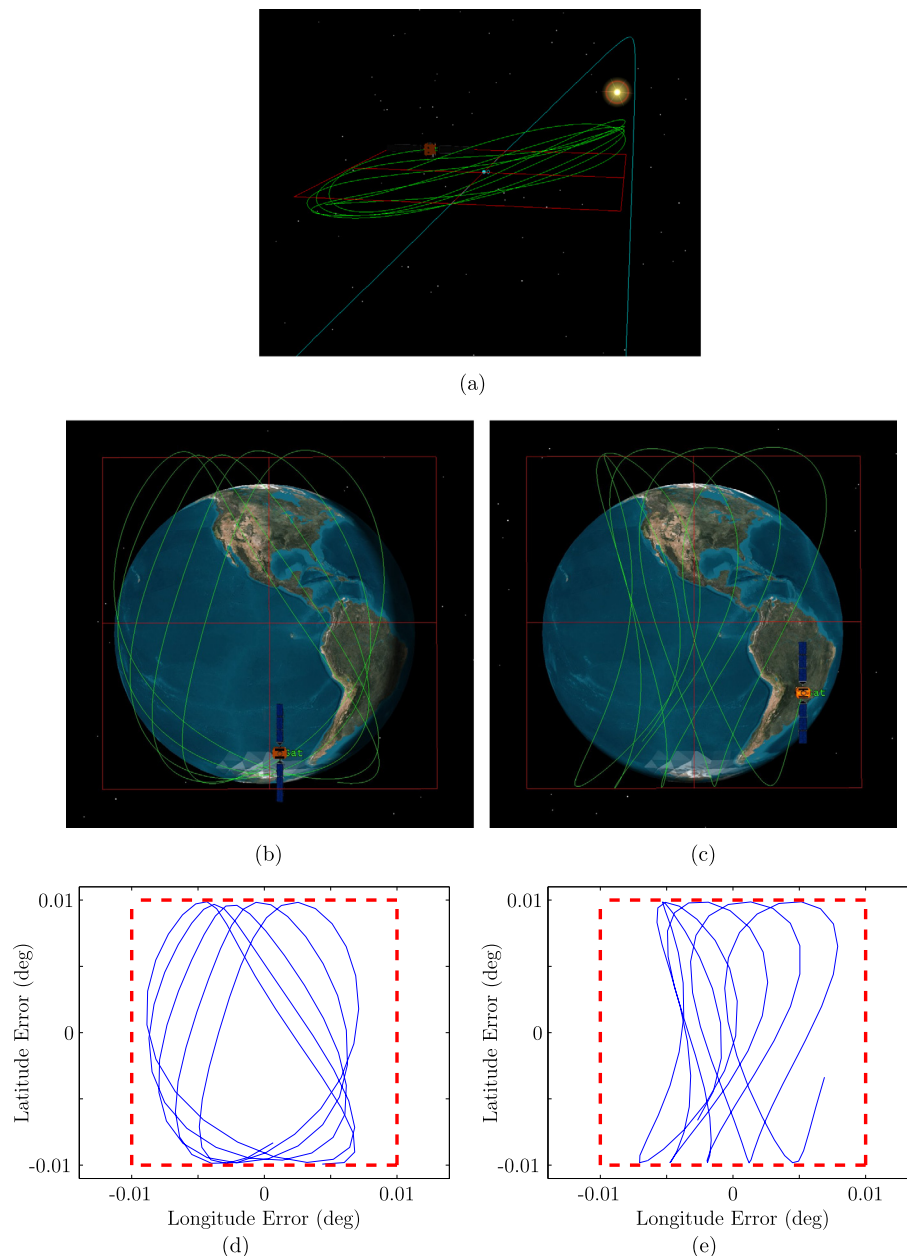 (a)
Sat
at
(b)
(c)
0.01
0
-0.01
Latitude Error (deg)
-0.01
0
0.01
Longitude Error (deg)
(d)
0.01
0
-0.01
Latitude Error (deg)
-0.01
0
0.01
Longitude Error (deg)
(e)